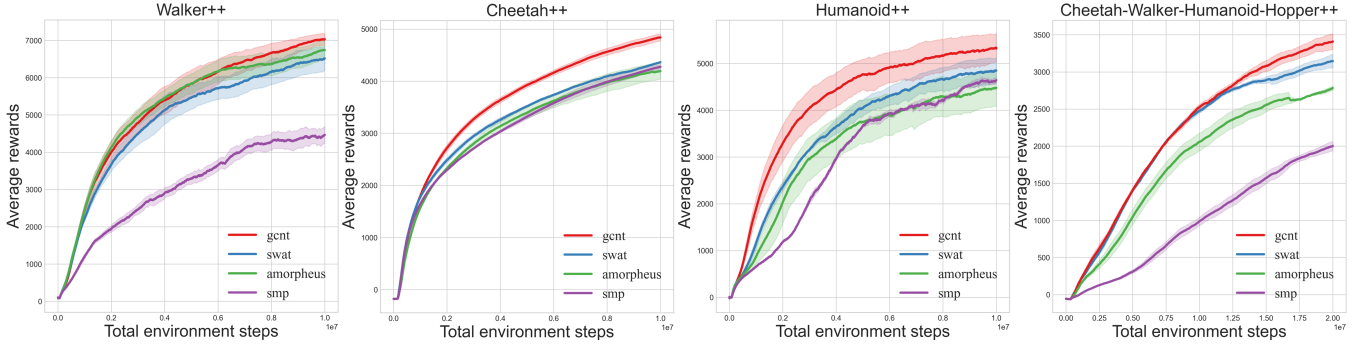 Walker++
Average rewards
7000
6000
5000
4000
3000
2000
1000
0
gcnt
swat
amorpheus
smp
0.0 0.2 0.4 0.6 0.8 1.0
1e7
Total environment steps
Cheetah++
Average rewards
5000
4000
3000
2000
1000
0
gcnt
swat
amorpheus
smp
0.0 0.2 0.4 0.6 0.8 1.0
1e7
Total environment steps
Humanoid++
Average rewards
5000
4000
3000
2000
1000
0
gcnt
swat
amorpheus
smp
0.0 0.2 0.4 0.6 0.8 1.0
1e7
Total environment steps
Cheetah-Walker-Humanoid-Hopper++
Average rewards
3500
3000
2500
2000
1500
1000
500
0
gcnt
swat
amorpheus
smp
0.00 0.25 0.50 0.75 1.00 1.25 1.50 1.75 2.00
1e7
Total environment steps